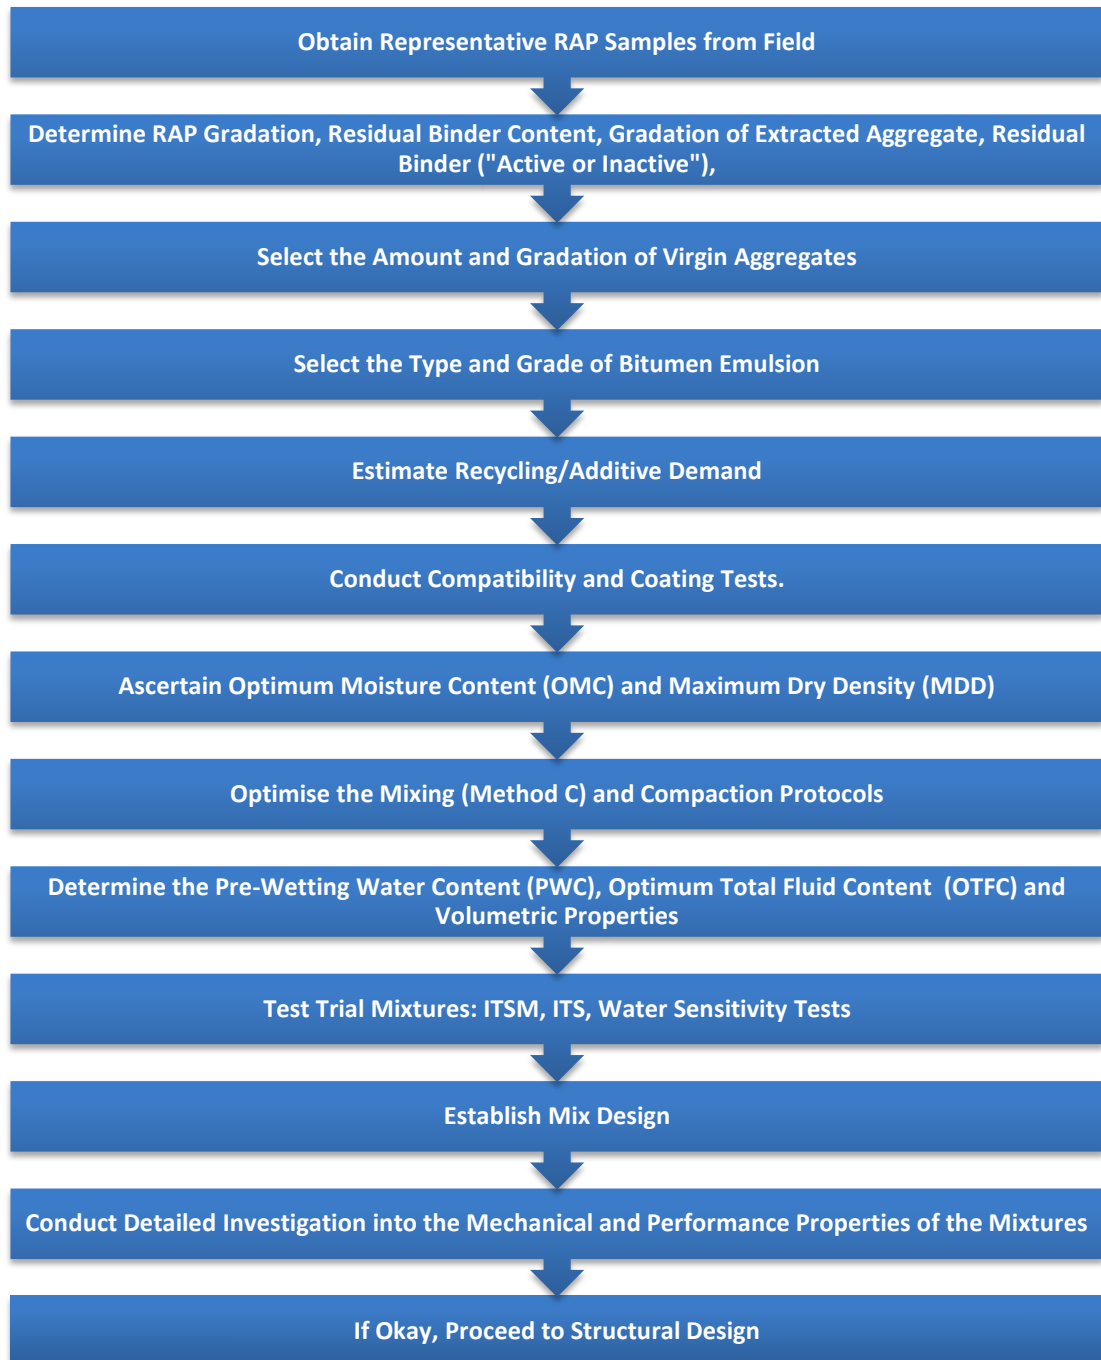 Obtain Representative RAP Samples from Field
Determine RAP Gradation, Residual Binder Content, Gradation of Extracted Aggregate, Residual
Binder ("Active or Inactive"),
Select the Amount and Gradation of Virgin Aggregates
Select the Type and Grade of Bitumen Emulsion
Estimate Recycling/Additive Demand
Conduct Compatibility and Coating Tests.
Ascertain Optimum Moisture Content (OMC) and Maximum Dry Density (MDD)
Optimise the Mixing (Method C) and Compaction Protocols
Determine the Pre-Wetting Water Content (PWC), Optimum Total Fluid Content (OTFC) and
Volumetric Properties
Test Trial Mixtures: ITSM, ITS, Water Sensitivity Tests
Establish Mix Design
Conduct Detailed Investigation into the Mechanical and Performance Properties of the Mixtures
If Okay, Proceed to Structural Design